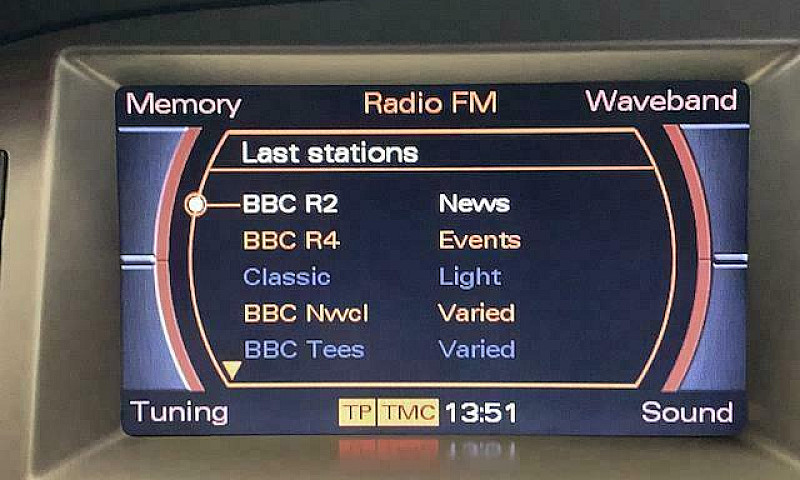 Memory Radio FM Waveband
Last stations
BBC R2 News
BBC R4 Events
Classic Light
BBC Nwcl Varied
BBC Tees Varied
Tuning TP TMC 13:51 Sound